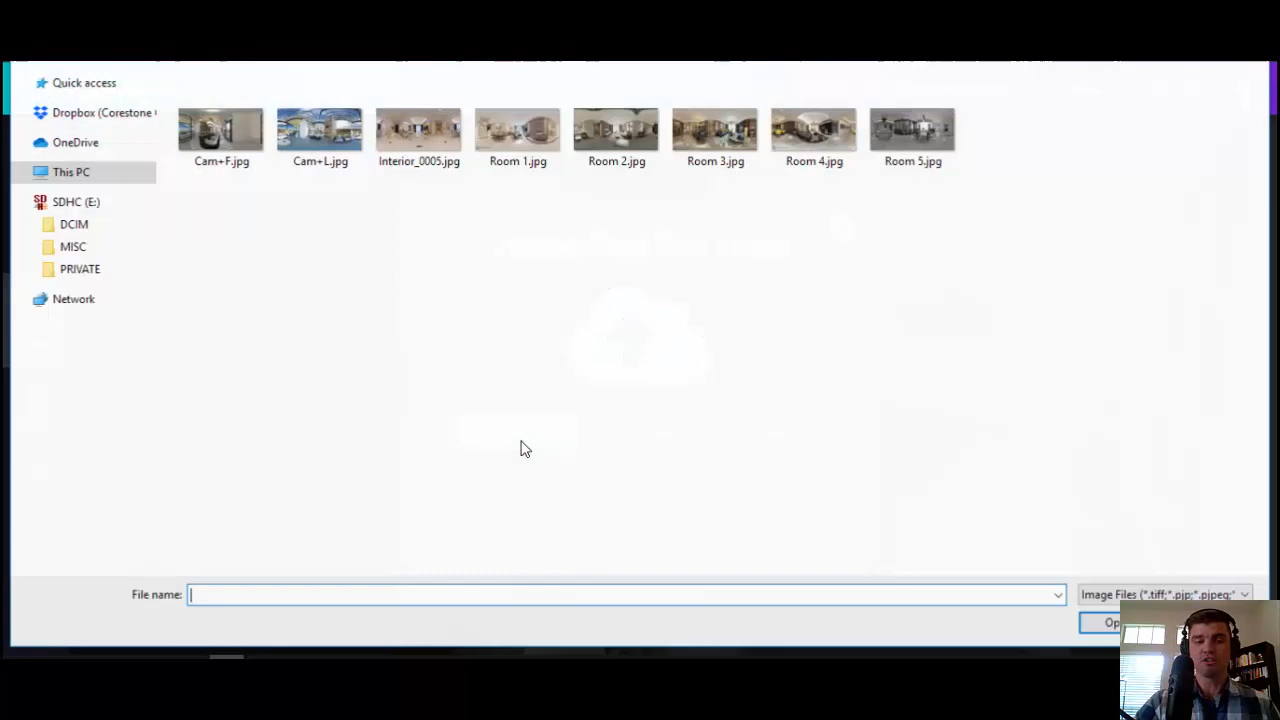 Quick access
Dropbox (Corestone
OneDrive
This PC
SDHC (E:)
DCIM
MISC
PRIVATE
Network
Cam+F.jpg Cam+L.jpg Interior_0005.jpg Room 1.jpg Room 2.jpg Room 3.jpg Room 4.jpg Room 5.jpg
File name:
Image Files (*.tiff;*.pjp;*.pjpeg;*
Op